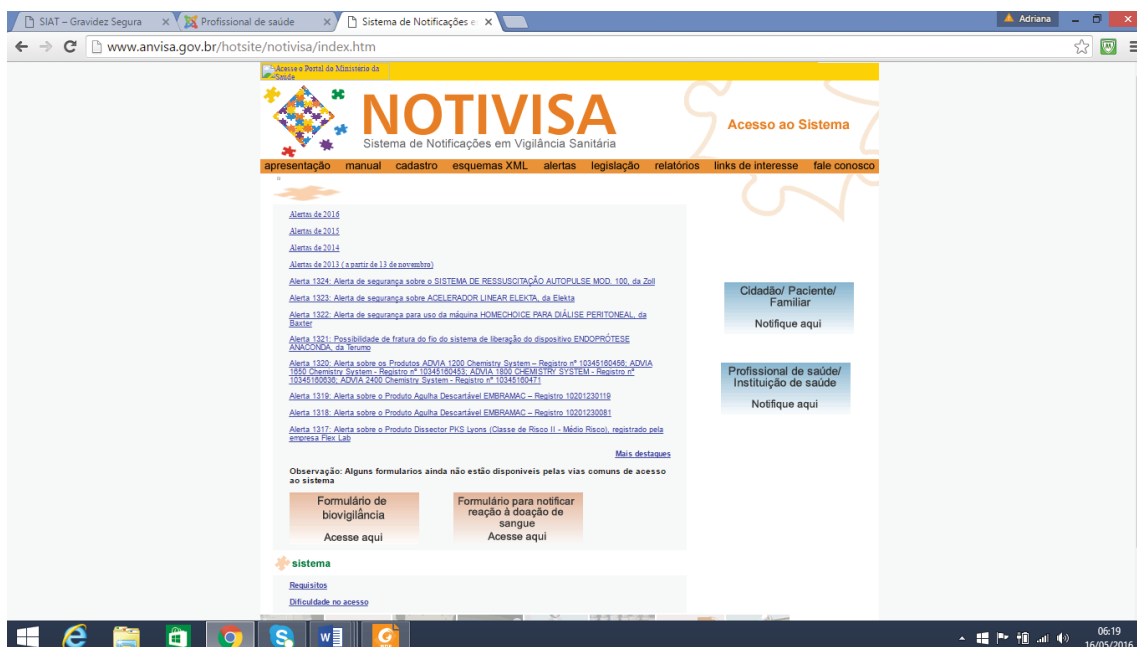 SIAT – Gravidez Segura
Profissional de saúde
Sistema de Notificações e
Adriana
www.anvisa.gov.br/hotsite/notivisa/index.htm
Acesse o Portal do Ministerio da
Saúde
NOTIVISA
Sistema de Notificações em Vigilância Sanitária
Acesso ao Sistema
apresentação manual cadastro esquemas XML alertas legislação relatórios links de interesse fale conosco
Alertas de 2016
Alertas de 2015
Alertas de 2014
Alertas de 2013 ( a partir de 13 de novembro)
Alerta 1324: Alerta de segurança sobre o SISTEMA DE RESSUSCITAÇÃO AUTOPULSE MOD. 100, da Zoll
Alerta 1323: Alerta de segurança sobre ACELERADOR LINEAR ELEKTA, da Elekta
Alerta 1322: Alerta de segurança para uso da máquina HOMECHOICE PARA DIÁLISE PERITONEAL, da
Baxter
Alerta 1321: Possibilidade de fratura do fio do sistema de liberação do dispositivo ENDOPRÓTESE
ANACONDA, da Terumo
Alerta 1320: Alerta sobre os Produtos ADVIA 1200 Chemistry System – Registro nº 10345160456; ADVIA
1650 Chemistry System - Registro nº 10345160453; ADVIA 1800 CHEMISTRY SYSTEM - Registro nº
10345160636; ADVIA 2400 Chemistry System - Registro nº 10345160471
Alerta 1319: Alerta sobre o Produto Agulha Descartável EMBRAMAC – Registro 10201230119
Alerta 1318: Alerta sobre o Produto Agulha Descartável EMBRAMAC – Registro 10201230081
Alerta 1317: Alerta sobre o Produto Dissector PKS Lyons (Classe de Risco II - Médio Risco), registrado pela
empresa Flex Lab
Mais destaques
Observação: Alguns formularios ainda não estão disponiveis pelas vias comuns de acesso
ao sistema
Formulário de
biovigilância
Acesse aqui
Formulário para notificar
reação à doação de
sangue
Acesse aqui
Cidadão/ Paciente/
Familiar
Notifique aqui
Profissional de saúde/
Instituição de saúde
Notifique aqui
sistema
Requisitos
Dificuldade no acesso
06:19
16/05/2016